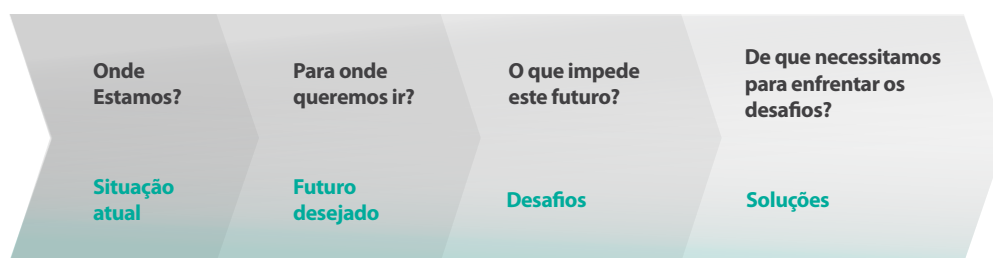 Onde
Estamos?
Situação
atual
Para onde
queremos ir?
Futuro
desejado
O que impede
este futuro?
Desafios
De que necessitamos
para enfrentar os
desafios?
Soluções